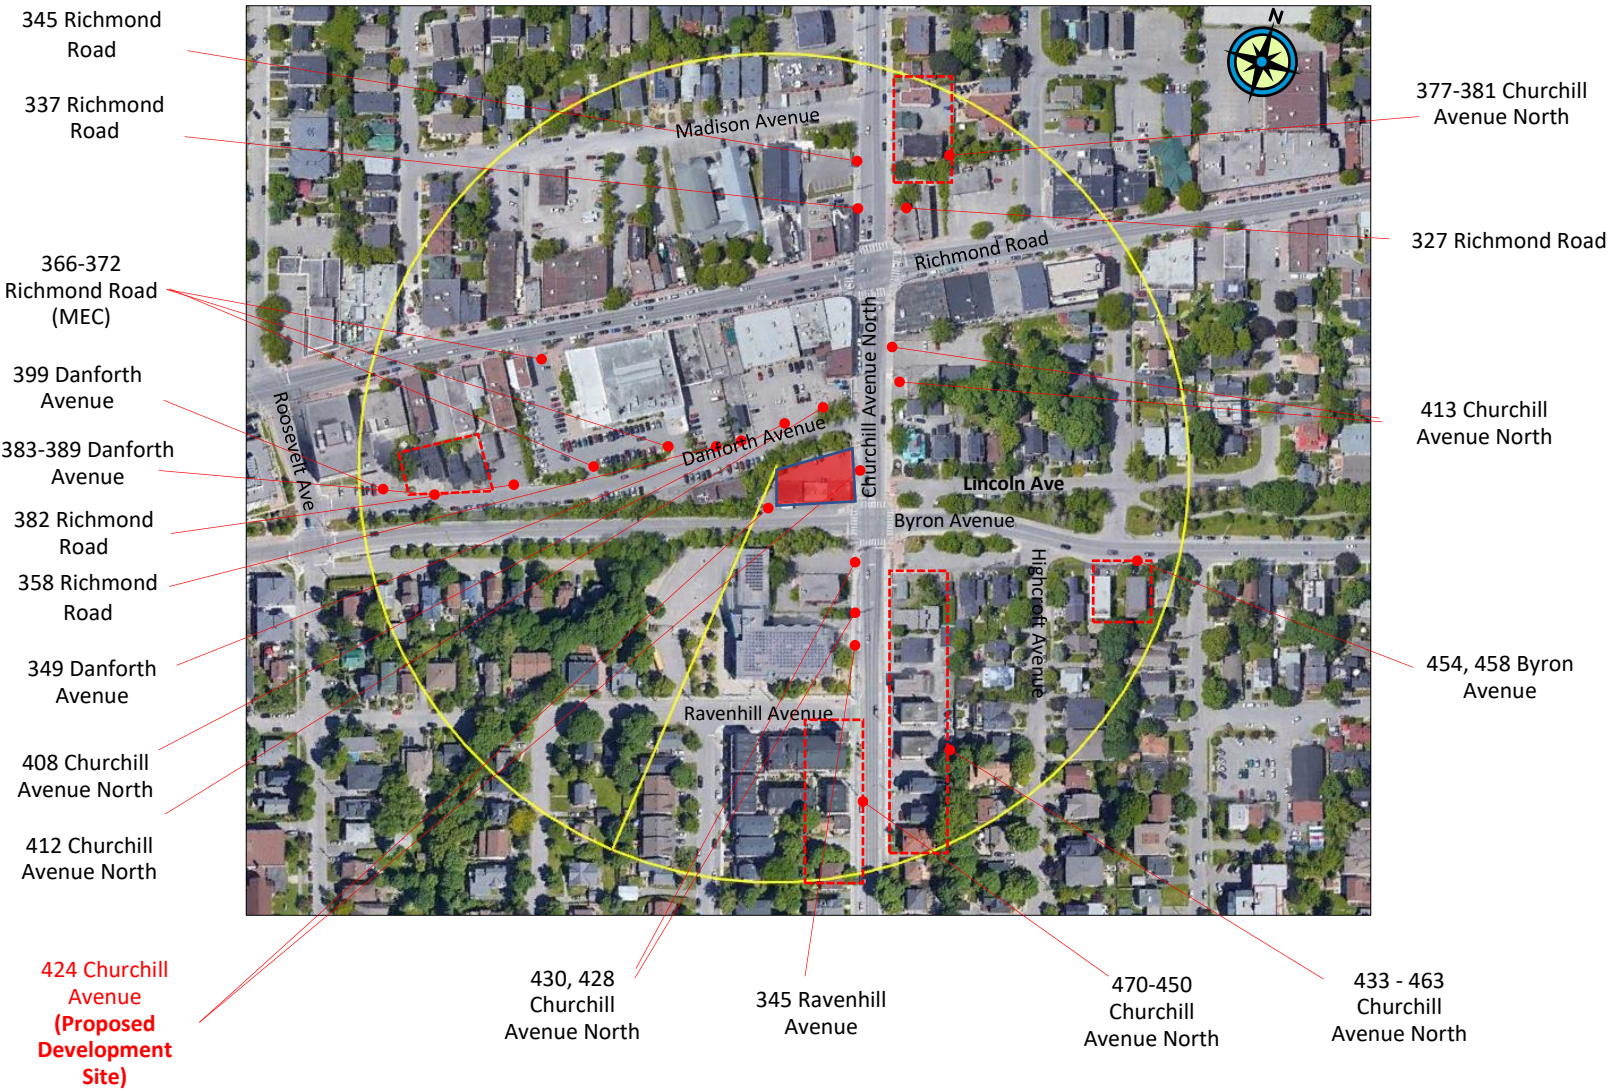 345 Richmond
Road
337 Richmond
Road
366-372
Richmond Road
(MEC)
399 Danforth
Avenue
383-389 Danforth
Avenue
382 Richmond
Road
358 Richmond
Road
349 Danforth
Avenue
408 Churchill
Avenue North
412 Churchill
Avenue North
424 Churchill
Avenue
(Proposed
Development
Site)
N
Madison Avenue
Richmond Road
Churchill Avenue North
Danforth Avenue
Roosevelt Ave
Lincoln Ave
Byron Avenue
Highcroft Avenue
Ravenhill Avenue
377-381 Churchill
Avenue North
327 Richmond Road
413 Churchill
Avenue North
454, 458 Byron
Avenue
430, 428
Churchill
Avenue North
345 Ravenhill
Avenue
470-450
Churchill
Avenue North
433 - 463
Churchill
Avenue North